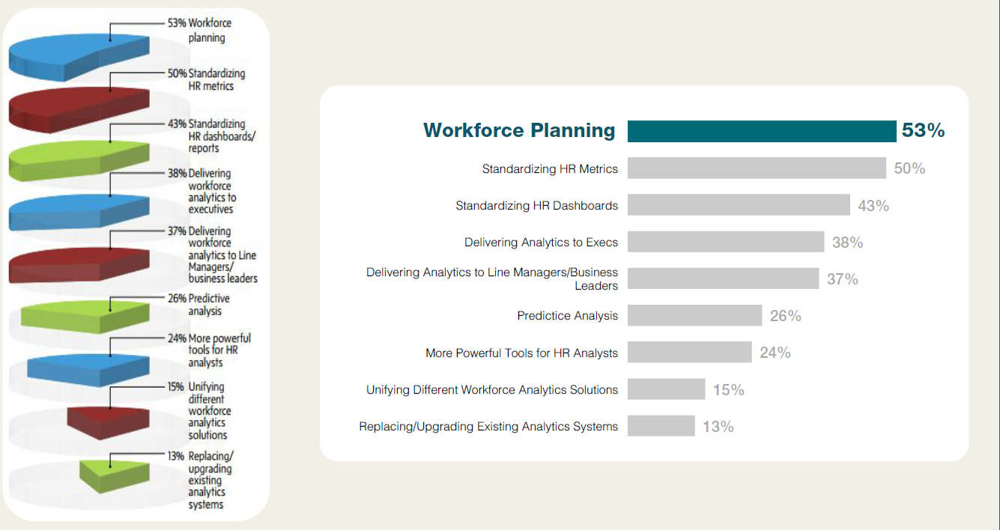 53% Workforce
planning
50% Standardizing
HR metrics
43% Standardizing
HR dashboards/
reports
38% Delivering
workforce
analytics to
executives
37% Delivering
workforce
analytics to Line
Managers/
business leaders
26% Predictive
analysis
24% More powerful
tools for HR
analysts
15% Unifying
different
workforce
analytics
solutions
13% Replacing/
upgrading
existing
analytics
systems
Workforce Planning 53%
Standardizing HR Metrics 50%
Standardizing HR Dashboards 43%
Delivering Analytics to Execs 38%
Delivering Analytics to Line Managers/Business
Leaders 37%
Predictice Analysis 26%
More Powerful Tools for HR Analysts 24%
Unifying Different Workforce Analytics Solutions 15%
Replacing/Upgrading Existing Analytics Systems 13%